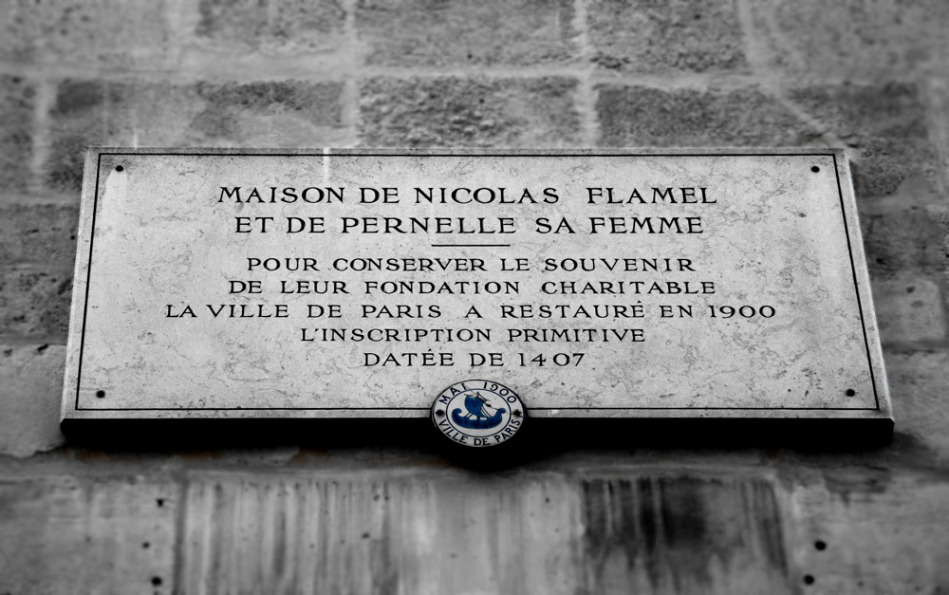 MAISON DE NICOLAS FLAMEL
ET DE PERNELLE SA FEMME
POUR CONSERVER LE SOUVENIR
DE LEUR FONDATION CHARITABLE
LA VILLE DE PARIS A RESTAURÉ EN 1900
L'INSCRIPTION PRIMITIVE
DATÉE DE 1407
MAI 1900
VILLE DE PARIS